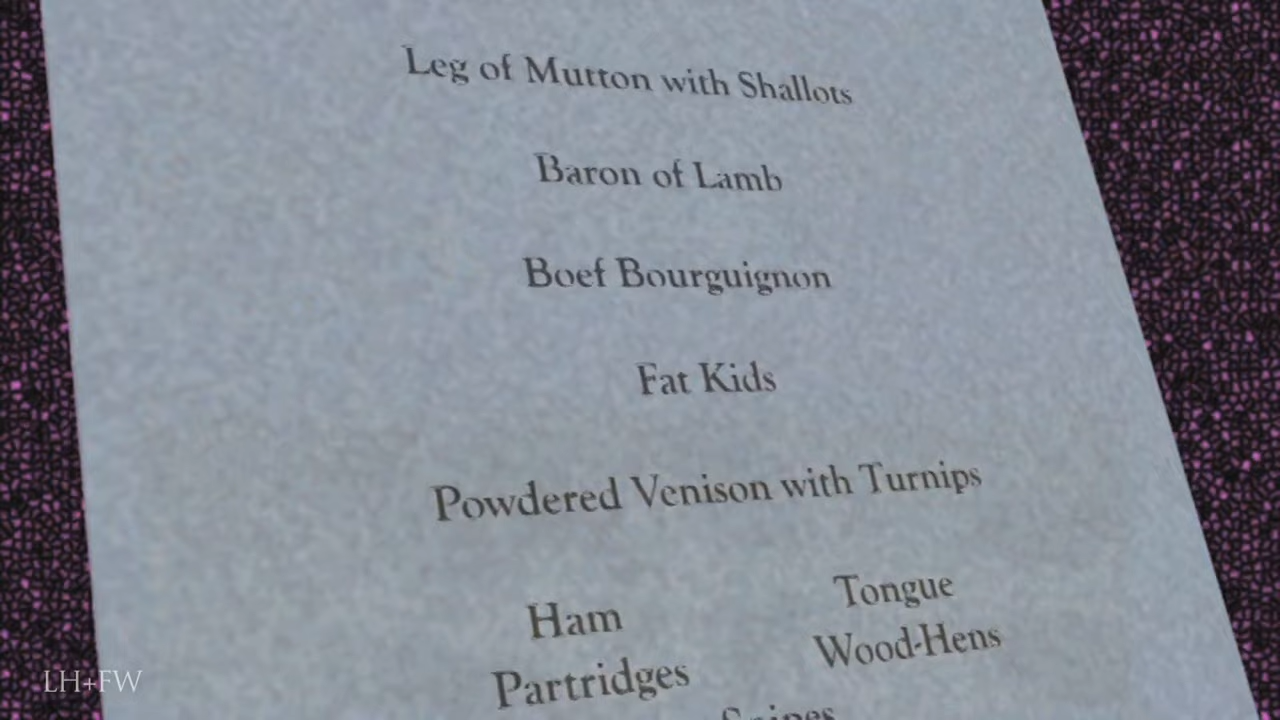 Leg of Mutton with Shallots
Baron of Lamb
Boef Bourguignon
Fat Kids
Powdered Venison with Turnips
Ham
Tongue
Partridges
Wood-Hens
Snipes
LH+FW